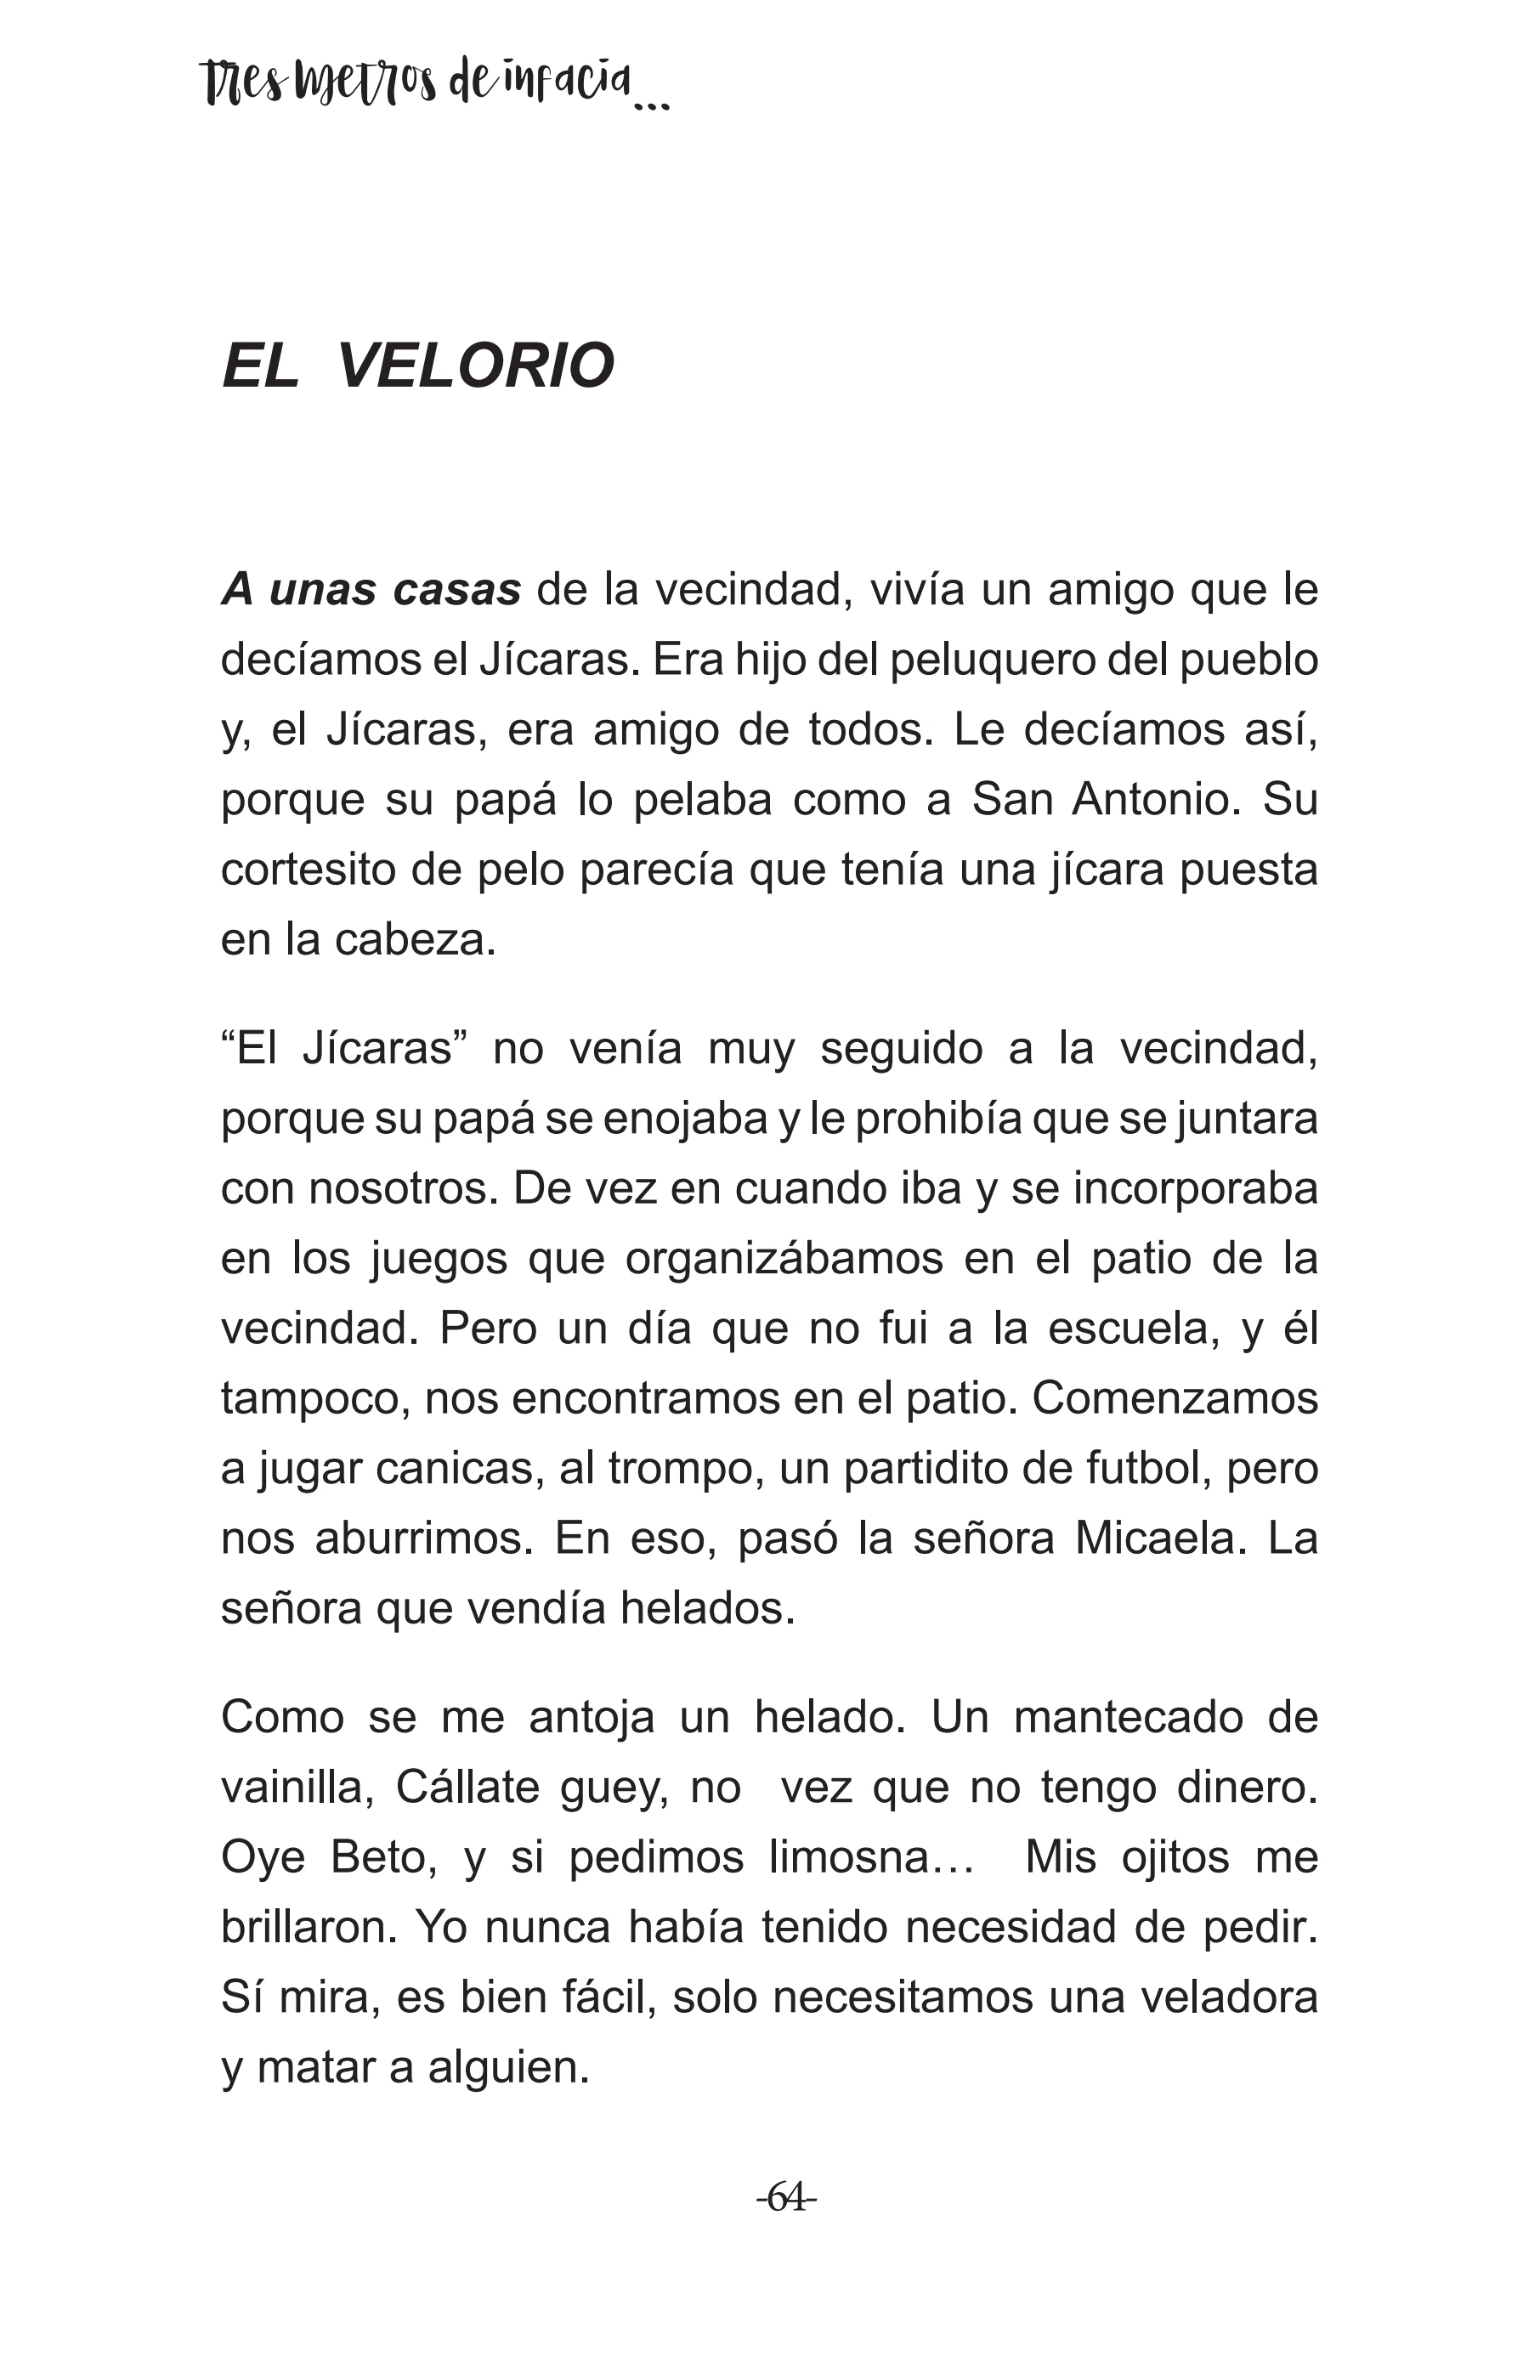 Tres metros de infacia...
EL VELORIO
A unas casas de la vecindad, vivía un amigo que le
decíamos el Jícaras. Era hijo del peluquero del pueblo
y, el Jícaras, era amigo de todos. Le decíamos así,
porque su papá lo pelaba como a San Antonio. Su
cortesito de pelo parecía que tenía una jícara puesta
en la cabeza.
“El Jícaras” no venía muy seguido a la vecindad,
porque su papá se enojaba y le prohibía que se juntara
con nosotros. De vez en cuando iba y se incorporaba
en los juegos que organizábamos en el patio de la
vecindad. Pero un día que no fui a la escuela, y él
tampoco, nos encontramos en el patio. Comenzamos
a jugar canicas, al trompo, un partidito de futbol, pero
nos aburrimos. En eso, pasó la señora Micaela. La
señora que vendía helados.
Como se me antoja un helado. Un mantecado de
vainilla, Cállate guey, no vez que no tengo dinero.
Oye Beto, y si pedimos limosna… Mis ojitos me
brillaron. Yo nunca había tenido necesidad de pedir.
Sí mira, es bien fácil, solo necesitamos una veladora
y matar a alguien.
-64-